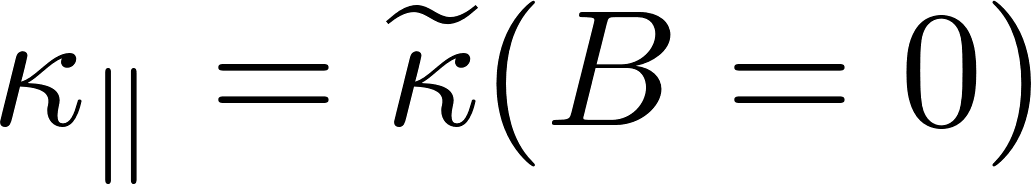 κ∥ = κ̃(B = 0)